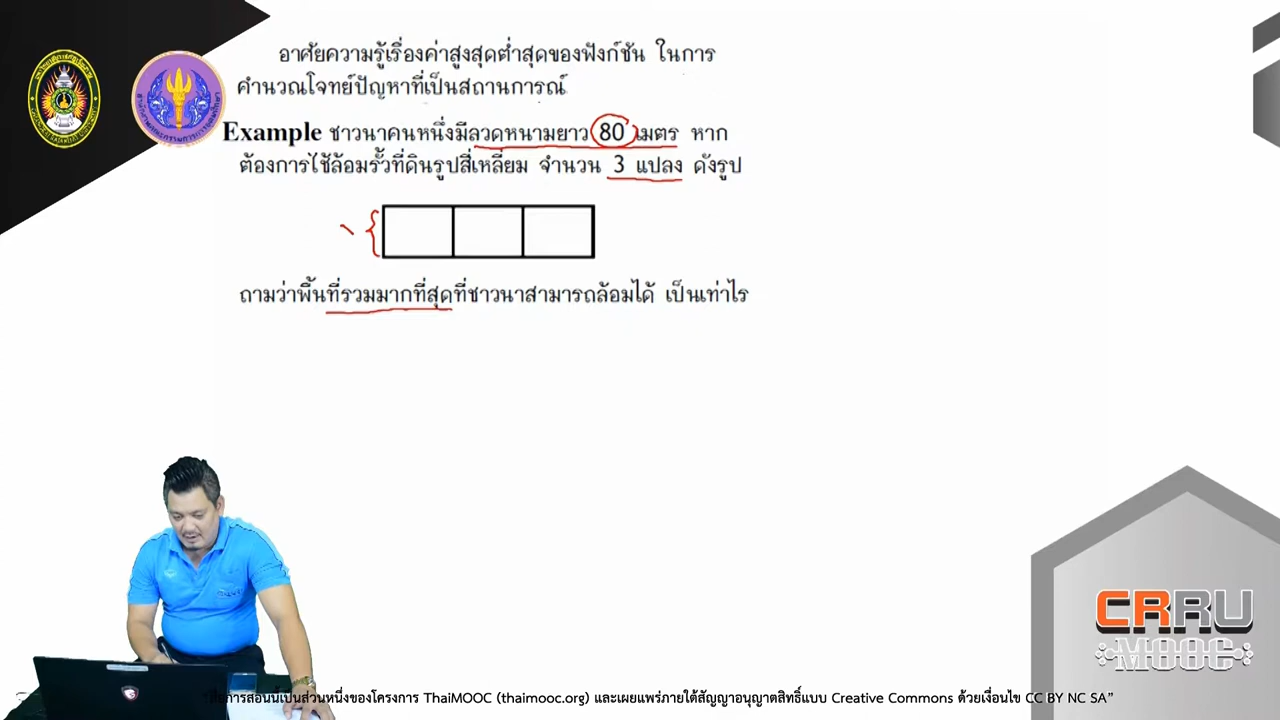 อาศัยความรู้เรื่องค่าสูงสุดต่ำสุดของฟังก์ชัน ในการ
คำนวณโจทย์ปัญหาที่เป็นสถานการณ์
Example ชาวนาคนหนึ่งมีลวดหนามยาว 80 เมตร หาก
ต้องการใช้ล้อมรั้วที่ดินรูปสี่เหลี่ยม จำนวน 3 แปลง ดังรูป
ถามว่าพื้นที่รวมมากที่สุดที่ชาวนาสามารถล้อมได้ เป็นเท่าไร
CRRU
MOOC
"สื่อการสอนนี้เป็นส่วนหนึ่งของโครงการ ThaiMOOC (thaimooc.org) และเผยแพร่ภายใต้สัญญาอนุญาตสิทธิ์แบบ Creative Commons ด้วยเงื่อนไข CC BY NC SA"